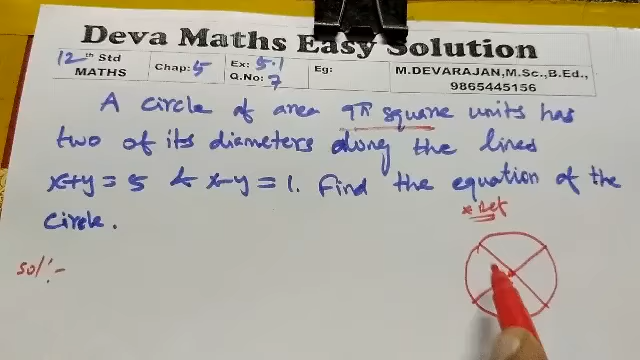 Deva Maths Easy Solution
12th Std
MATHS
Chap: 5
Ex: 5.1
Q.No: 7
Eg:
M.DEVARAJAN,M.Sc.,B.Ed.,
9865445156
A circle of area 9π square units has
two of its diameters along the lines
x+y=5 & x-y=1. Find the equation of the
circle.
Sol:-